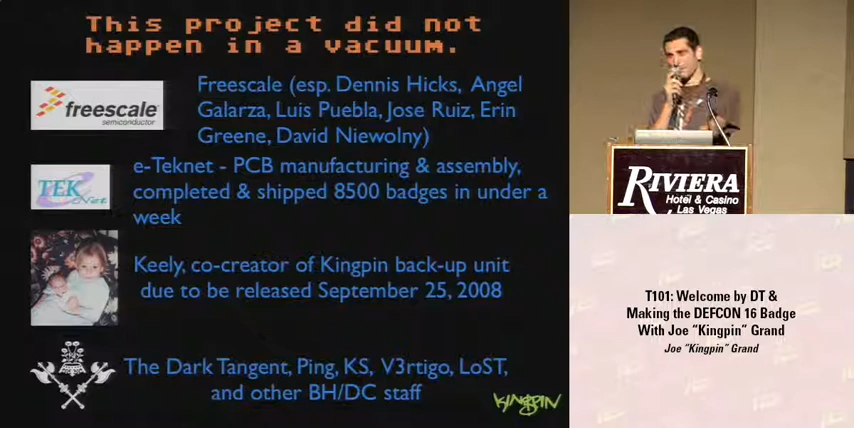 This project did not
happen in a vacuum.
freescale
semiconductor
Freescale (esp. Dennis Hicks, Angel
Galarza, Luis Puebla, Jose Ruiz, Erin
Greene, David Niewolny)
TEK
Net
e-Teknet - PCB manufacturing & assembly,
completed & shipped 8500 badges in under a
week
Keely, co-creator of Kingpin back-up unit
due to be released September 25, 2008
The Dark Tangent, Ping, KS, V3rtigo, LoST,
and other BH/DC staff
KINGPIN
RIVIERA
Hotel & Casino
Las Vegas
T101: Welcome by DT &
Making the DEFCON 16 Badge
With Joe “Kingpin” Grand
Joe “Kingpin” Grand